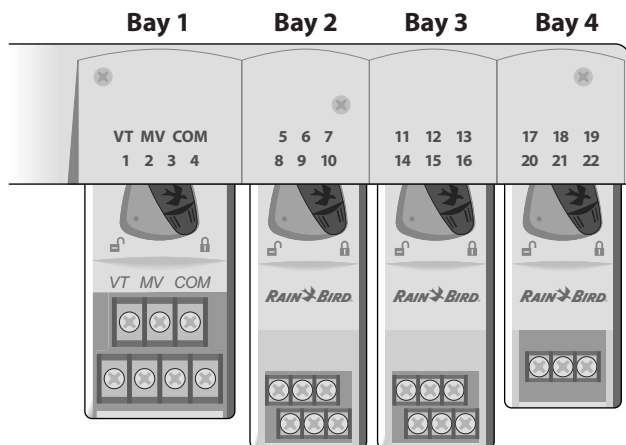 Bay 1 Bay 2 Bay 3 Bay 4
VT MV COM
1 2 3 4
5 6 7
8 9 10
11 12 13
14 15 16
17 18 19
20 21 22
VT MV COM
RAIN BIRD.
RAIN BIRD.
RAIN BIRD.